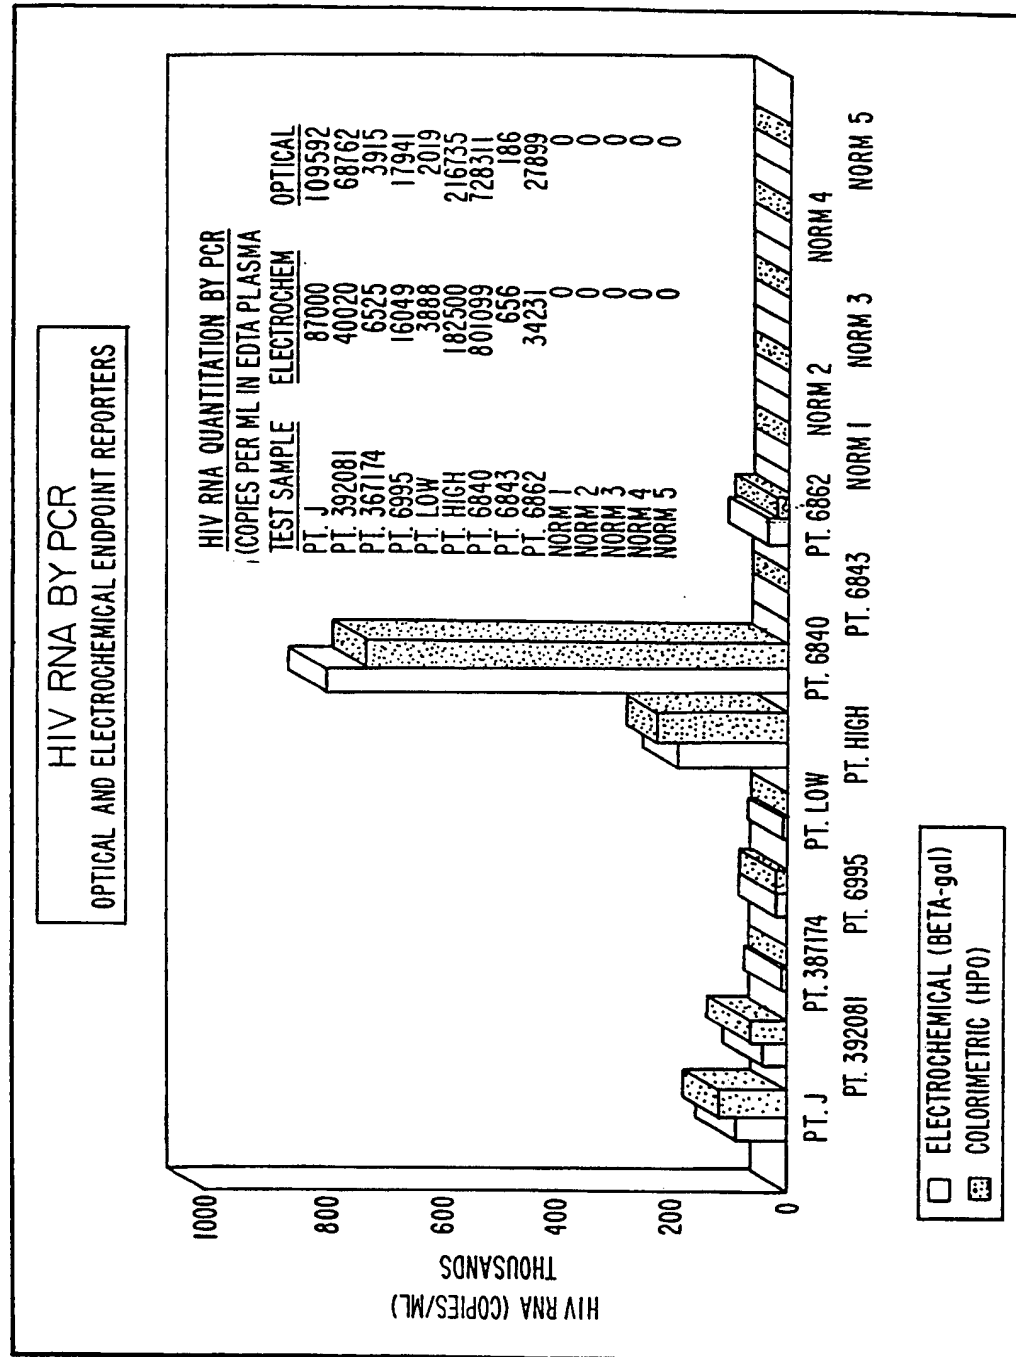 HIV RNA BY PCR
OPTICAL AND ELECTROCHEMICAL ENDPOINT REPORTERS
HIV RNA QUANTITATION BY PCR
(COPIES PER ML IN EDTA PLASMA
TEST SAMPLE ELECTROCHEM OPTICAL
PT. J 87000 109592
PT. 392081 40020 68762
PT. 367174 6525 3915
PT. 6995 16049 17941
PT. LOW 3888 2019
PT. HIGH 182500 216735
PT. 6840 801099 728311
PT. 6843 656 186
PT. 6862 34231 27899
NORM 1 0 0
NORM 2 0 0
NORM 3 0 0
NORM 4 0 0
NORM 5 0 0
HIV RNA (COPIES/ML)
THOUSANDS
1000
800
600
400
200
0
PT. J
PT. 392081
PT. 387174
PT. 6995
PT. LOW
PT. HIGH
PT. 6840
PT. 6843
PT. 6862
NORM 1
NORM 2
NORM 3
NORM 4
NORM 5
ELECTROCHEMICAL (BETA-gal)
COLORIMETRIC (HPO)